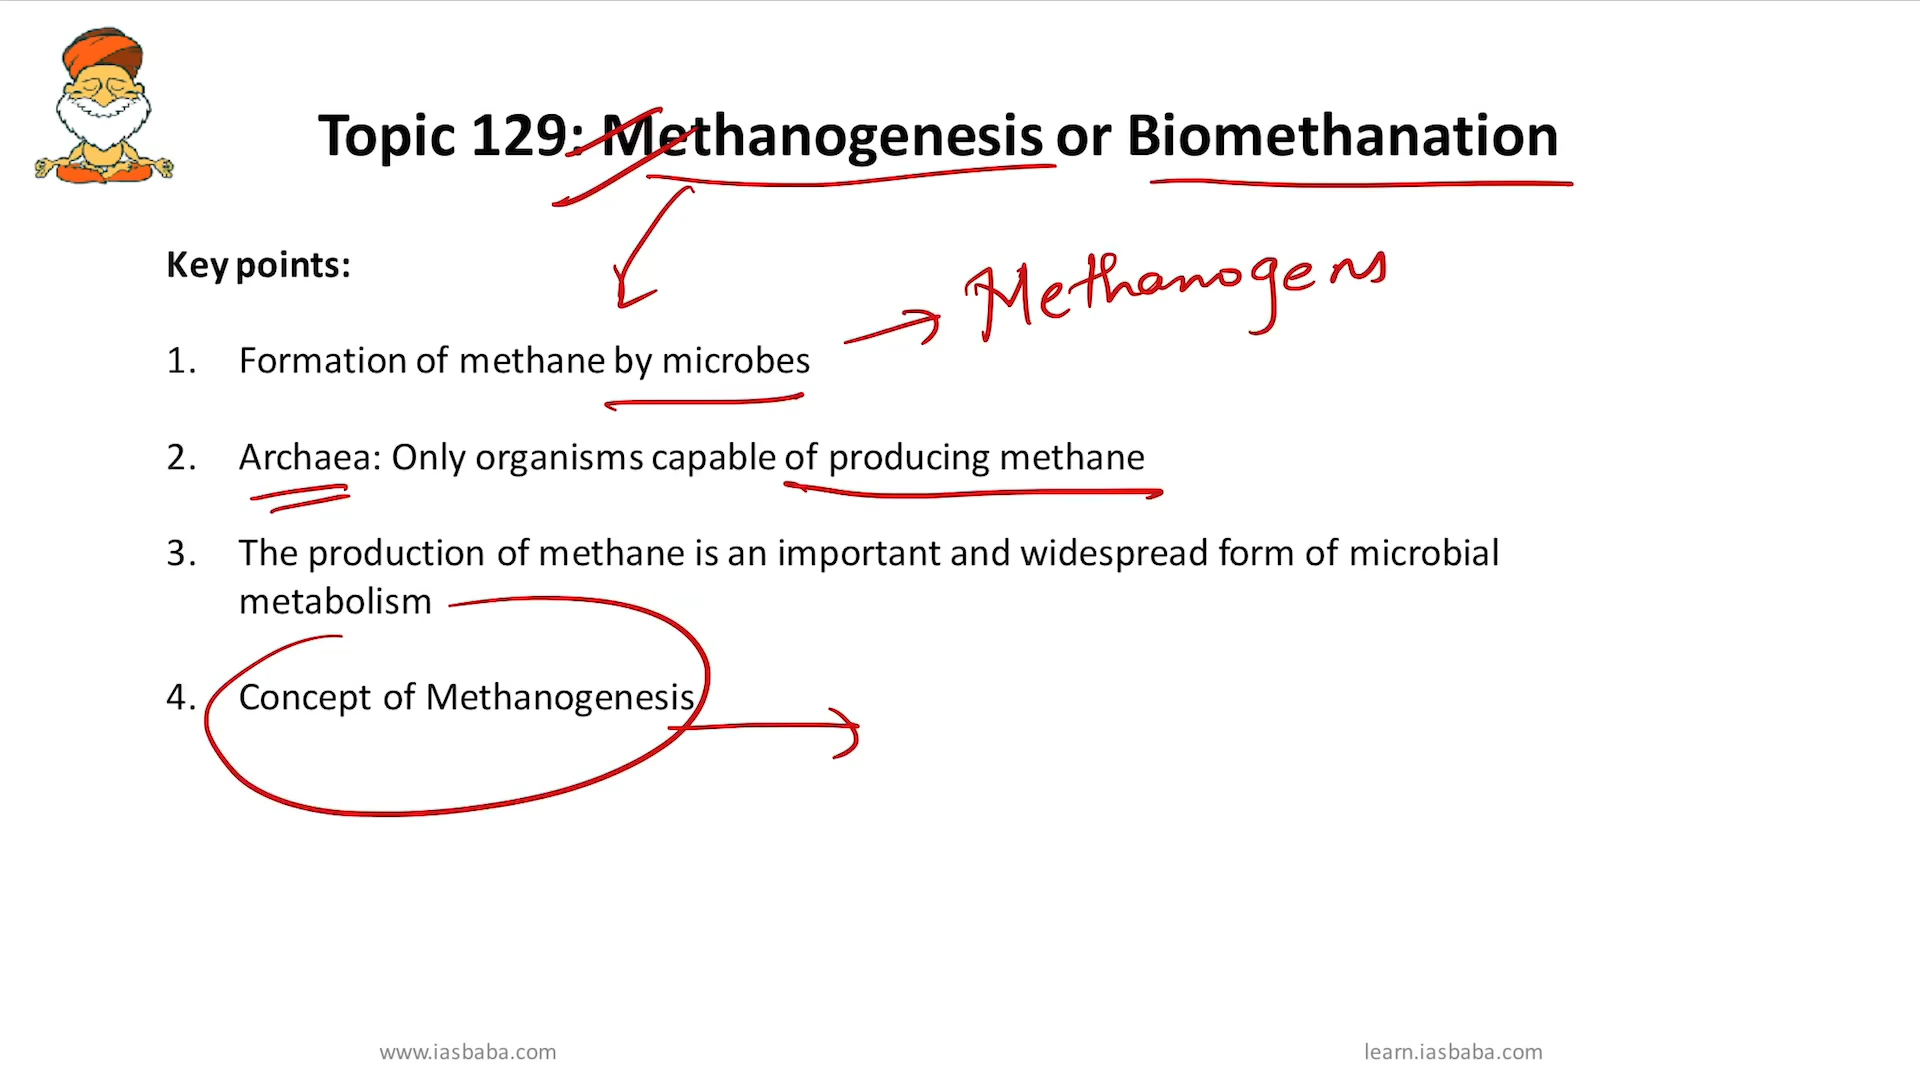 Topic 129: Methanogenesis or Biomethanation
Key points:
Methanogens
1. Formation of methane by microbes
2. Archaea: Only organisms capable of producing methane
3. The production of methane is an important and widespread form of microbial
metabolism
4. Concept of Methanogenesis
www.iasbaba.com
learn.iasbaba.com